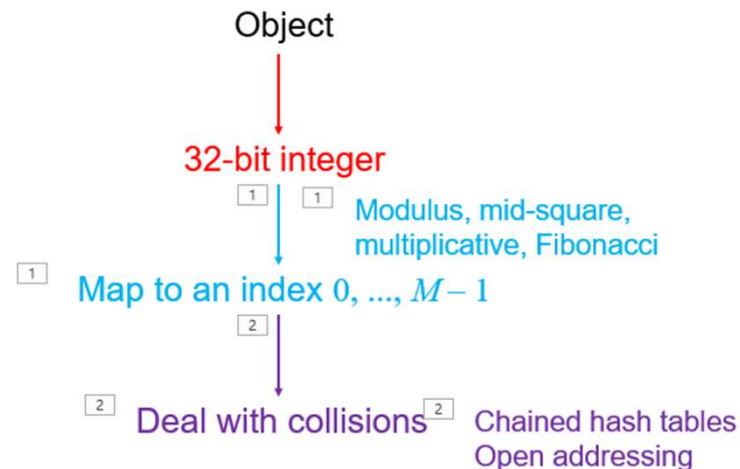 Object
32-bit integer
1
1
Modulus, mid-square,
multiplicative, Fibonacci
1
Map to an index 0, ..., M – 1
2
2
Deal with collisions
2
Chained hash tables
Open addressing